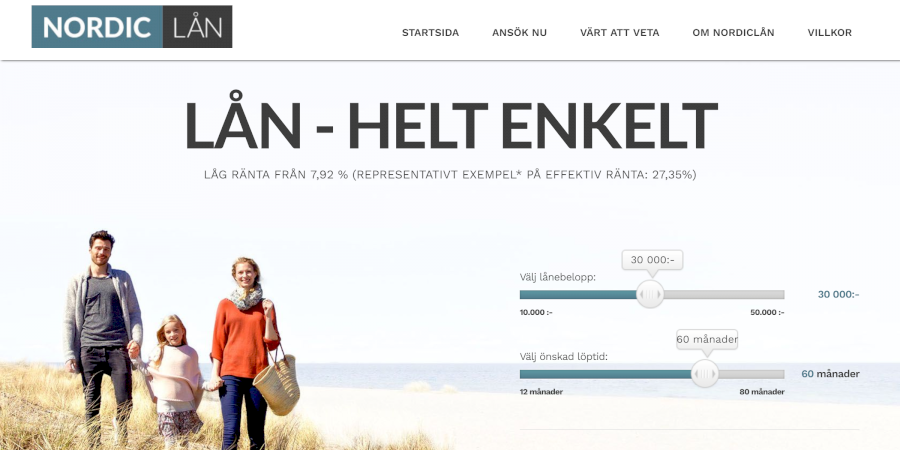 NORDIC LÅN
STARTSIDA ANSÖK NU VÄRT ATT VETA OM NORDICLÅN VILLKOR
LÅN - HELT ENKELT
LÅG RÄNTA FRÅN 7,92 % (REPRESENTATIVT EXEMPEL* PÅ EFFEKTIV RÄNTA: 27,35%)
30 000:-
Välj lånebelopp:
30 000:-
10.000 :- 50.000 :-
60 månader
Välj önskad löptid:
60 månader
12 månader 80 månader